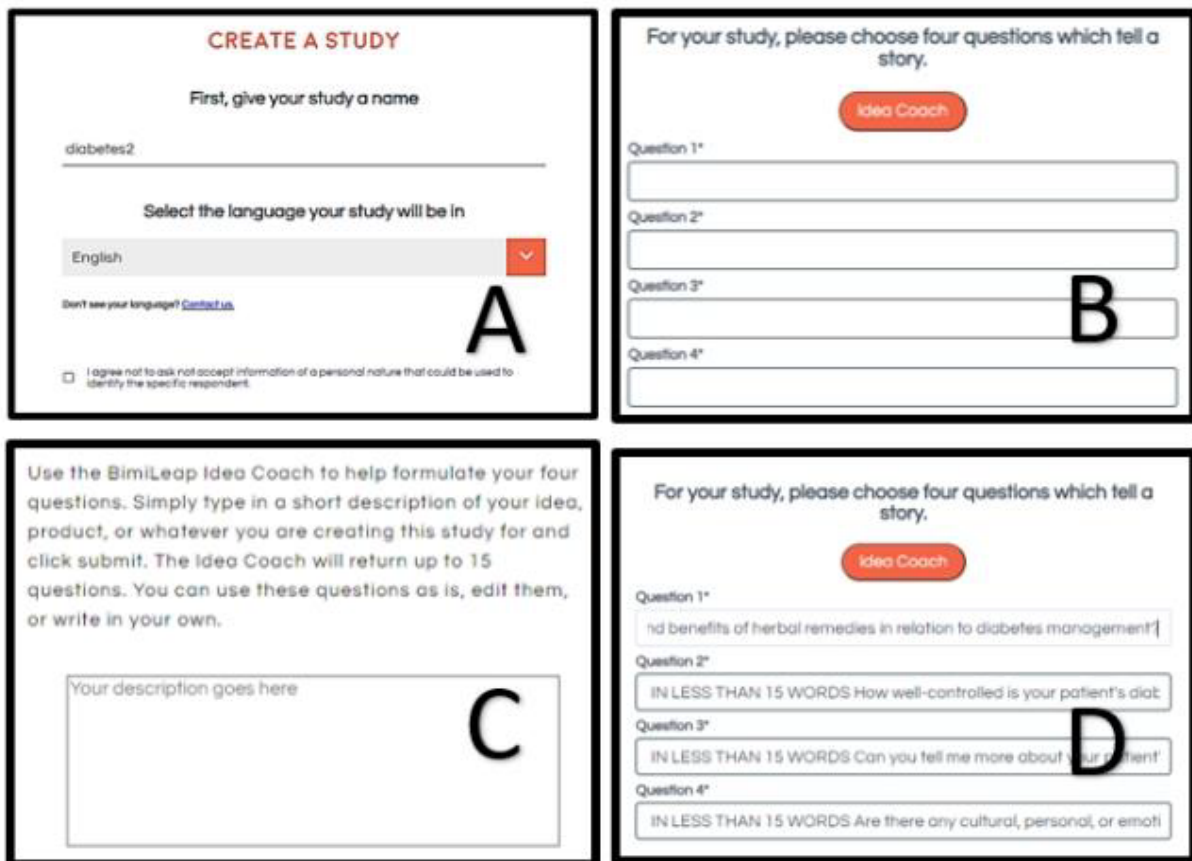 CREATE A STUDY
First, give your study a name
diabetes2
Select the language your study will be in
English
Don't see your language? Contact us.
I agree not to ask not accept information of a personal nature that could be used to
identify the specific respondent.
A
For your study, please choose four questions which tell a
story.
Idea Coach
Question 1*
Question 2*
Question 3*
Question 4*
B
Use the BimiLeap Idea Coach to help formulate your four
questions. Simply type in a short description of your idea,
product, or whatever you are creating this study for and
click submit. The Idea Coach will return up to 15
questions. You can use these questions as is, edit them,
or write in your own.
Your description goes here
C
For your study, please choose four questions which tell a
story.
Idea Coach
Question 1*
nd benefits of herbal remedies in relation to diabetes management"
Question 2*
IN LESS THAN 15 WORDS How well-controlled is your patient's diab
Question 3*
IN LESS THAN 15 WORDS Can you tell me more about your patient'
Question 4*
IN LESS THAN 15 WORDS Are there any cultural, personal, or emoti
D